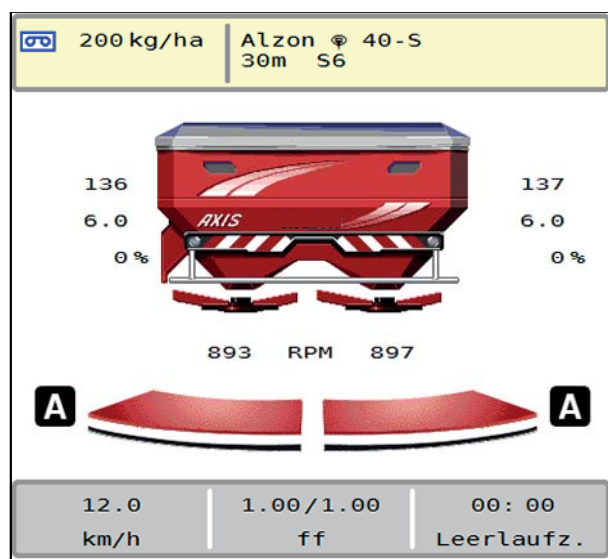 200 kg/ha
Alzon 40-S
30m S6
136 137
6.0 6.0
0% 0%
AXIS
893 RPM 897
A A
12.0 1.00/1.00 00:00
km/h ff Leerlaufz.